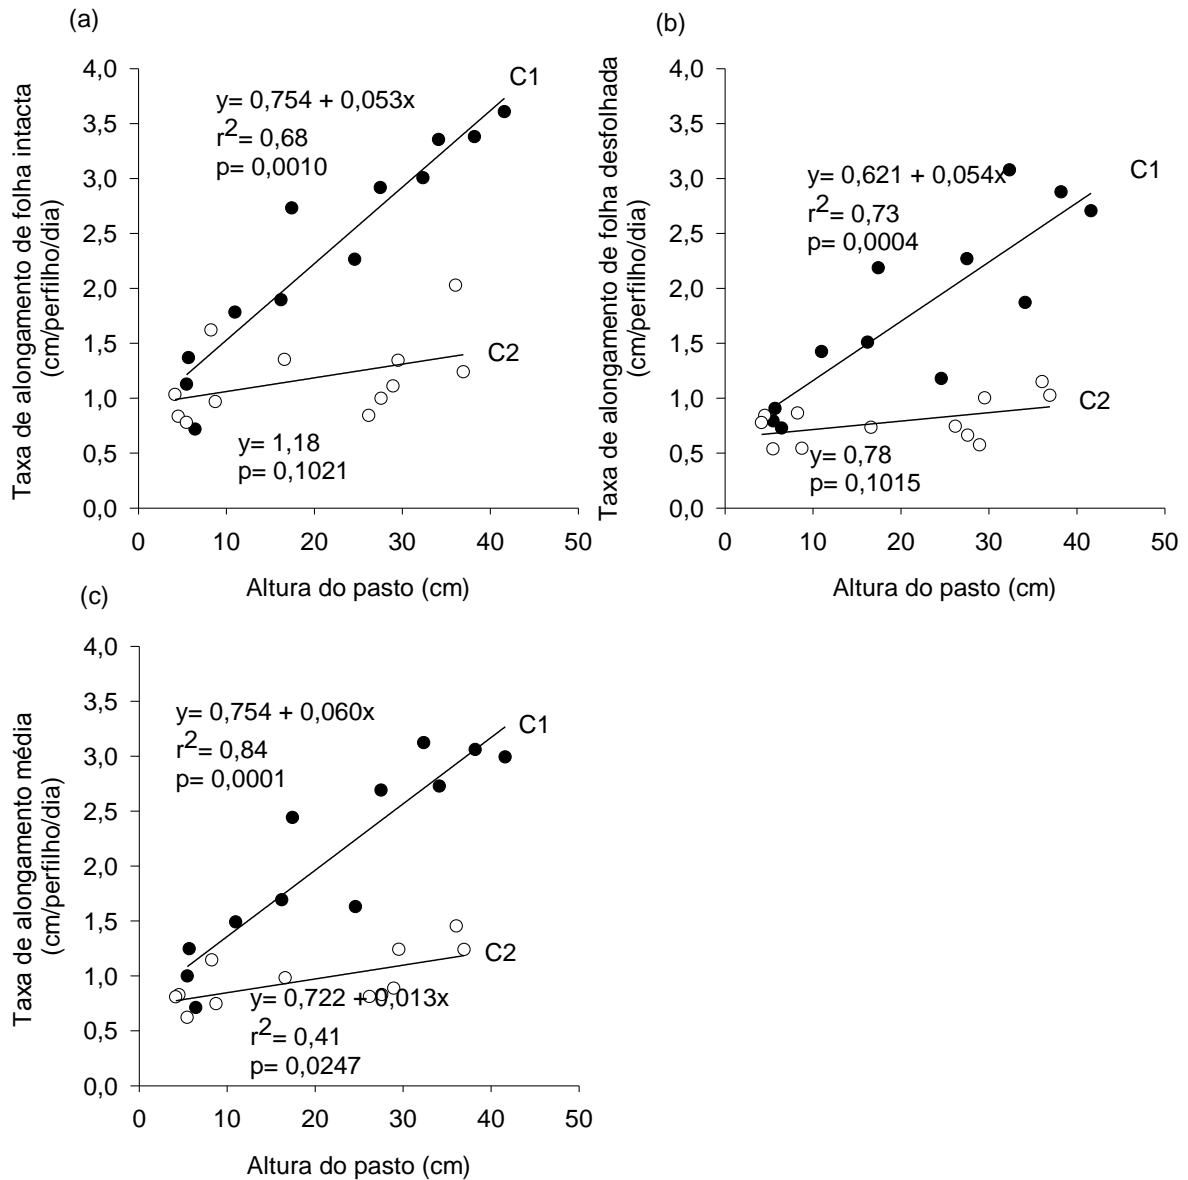 (a)
Taxa de alongamento de folha intacta
(cm/perfilho/dia)
4,0
3,5
3,0
2,5
2,0
1,5
1,0
0,5
0,0
y= 0,754 + 0,053x
r2= 0,68
p= 0,0010
C1
C2
y= 1,18
p= 0,1021
0 10 20 30 40 50
Altura do pasto (cm)
(b)
Taxa de alongamento de folha desfolhada
(cm/perfilho/dia)
4,0
3,5
3,0
2,5
2,0
1,5
1,0
0,5
0,0
y= 0,621 + 0,054x
r2= 0,73
p= 0,0004
C1
C2
y= 0,78
p= 0,1015
0 10 20 30 40 50
Altura do pasto (cm)
(c)
Taxa de alongamento média
(cm/perfilho/dia)
4,0
3,5
3,0
2,5
2,0
1,5
1,0
0,5
0,0
y= 0,754 + 0,060x
r2= 0,84
p= 0,0001
C1
C2
y= 0,722 + 0,013x
r2= 0,41
p= 0,0247
0 10 20 30 40 50
Altura do pasto (cm)